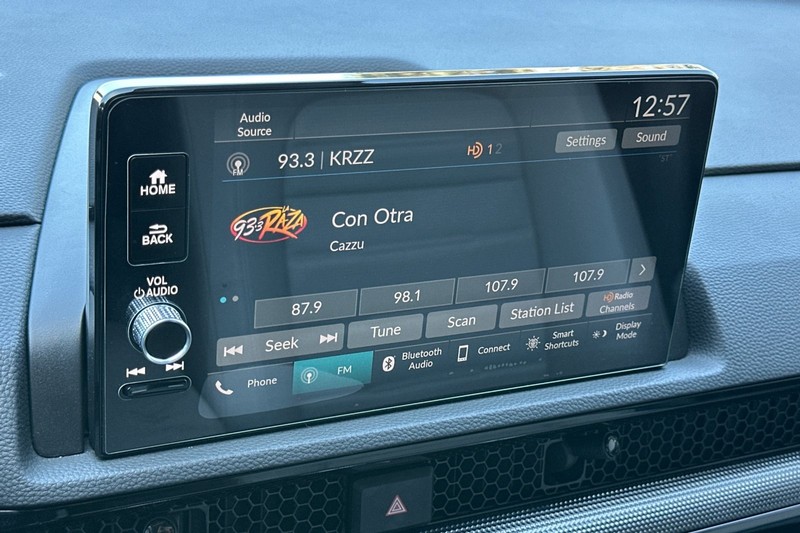 Audio
Source
12:57
FM
93.3 | KRZZ
HD 1 2
Settings
Sound
HOME
BACK
LA
93.3 RAZA
Con Otra
Cazzu
VOL
AUDIO
87.9
98.1
107.9
107.9
Seek
Tune
Scan
Station List
HD Radio
Channels
Phone
FM
Bluetooth
Audio
Connect
Smart
Shortcuts
Display
Mode